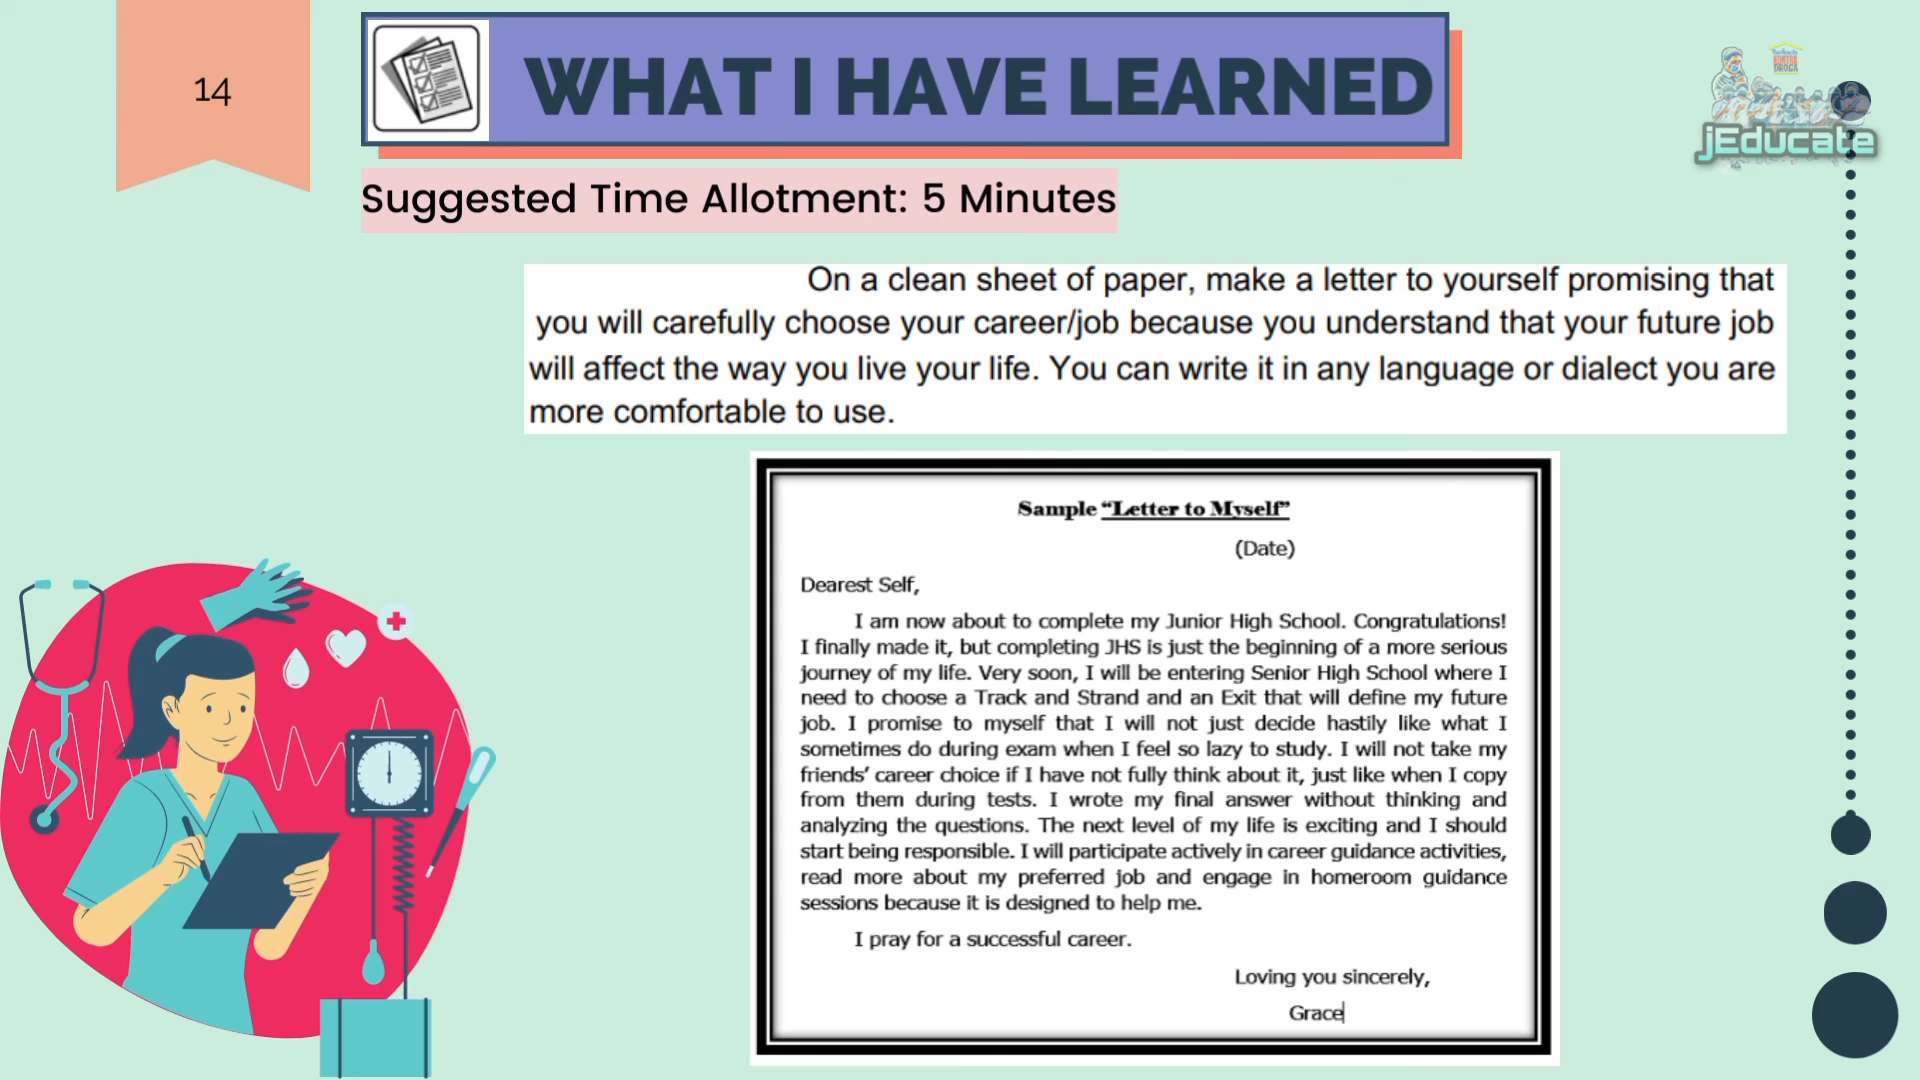 14
WHAT I HAVE LEARNED
jEducate
Suggested Time Allotment: 5 Minutes
On a clean sheet of paper, make a letter to yourself promising that
you will carefully choose your career/job because you understand that your future job
will affect the way you live your life. You can write it in any language or dialect you are
more comfortable to use.
Sample “Letter to Myself”
(Date)
Dearest Self,
I am now about to complete my Junior High School. Congratulations!
I finally made it, but completing JHS is just the beginning of a more serious
journey of my life. Very soon, I will be entering Senior High School where I
need to choose a Track and Strand and an Exit that will define my future
job. I promise to myself that I will not just decide hastily like what I
sometimes do during exam when I feel so lazy to study. I will not take my
friends’ career choice if I have not fully think about it, just like when I copy
from them during tests. I wrote my final answer without thinking and
analyzing the questions. The next level of my life is exciting and I should
start being responsible. I will participate actively in career guidance activities,
read more about my preferred job and engage in homeroom guidance
sessions because it is designed to help me.
I pray for a successful career.
Loving you sincerely,
Grace